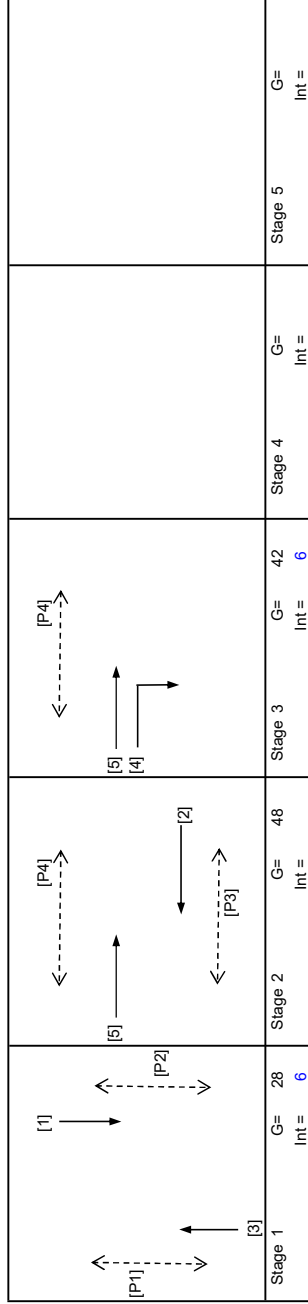 [1]
[P1]
[P2]
[3]
Stage 1 G= 28
Int = 6
[P4]
[5]
[2]
[P3]
Stage 2 G= 48
Int =
[P4]
[5]
[4]
Stage 3 G= 42
Int = 6
Stage 4 G=
Int =
Stage 5 G=
Int =